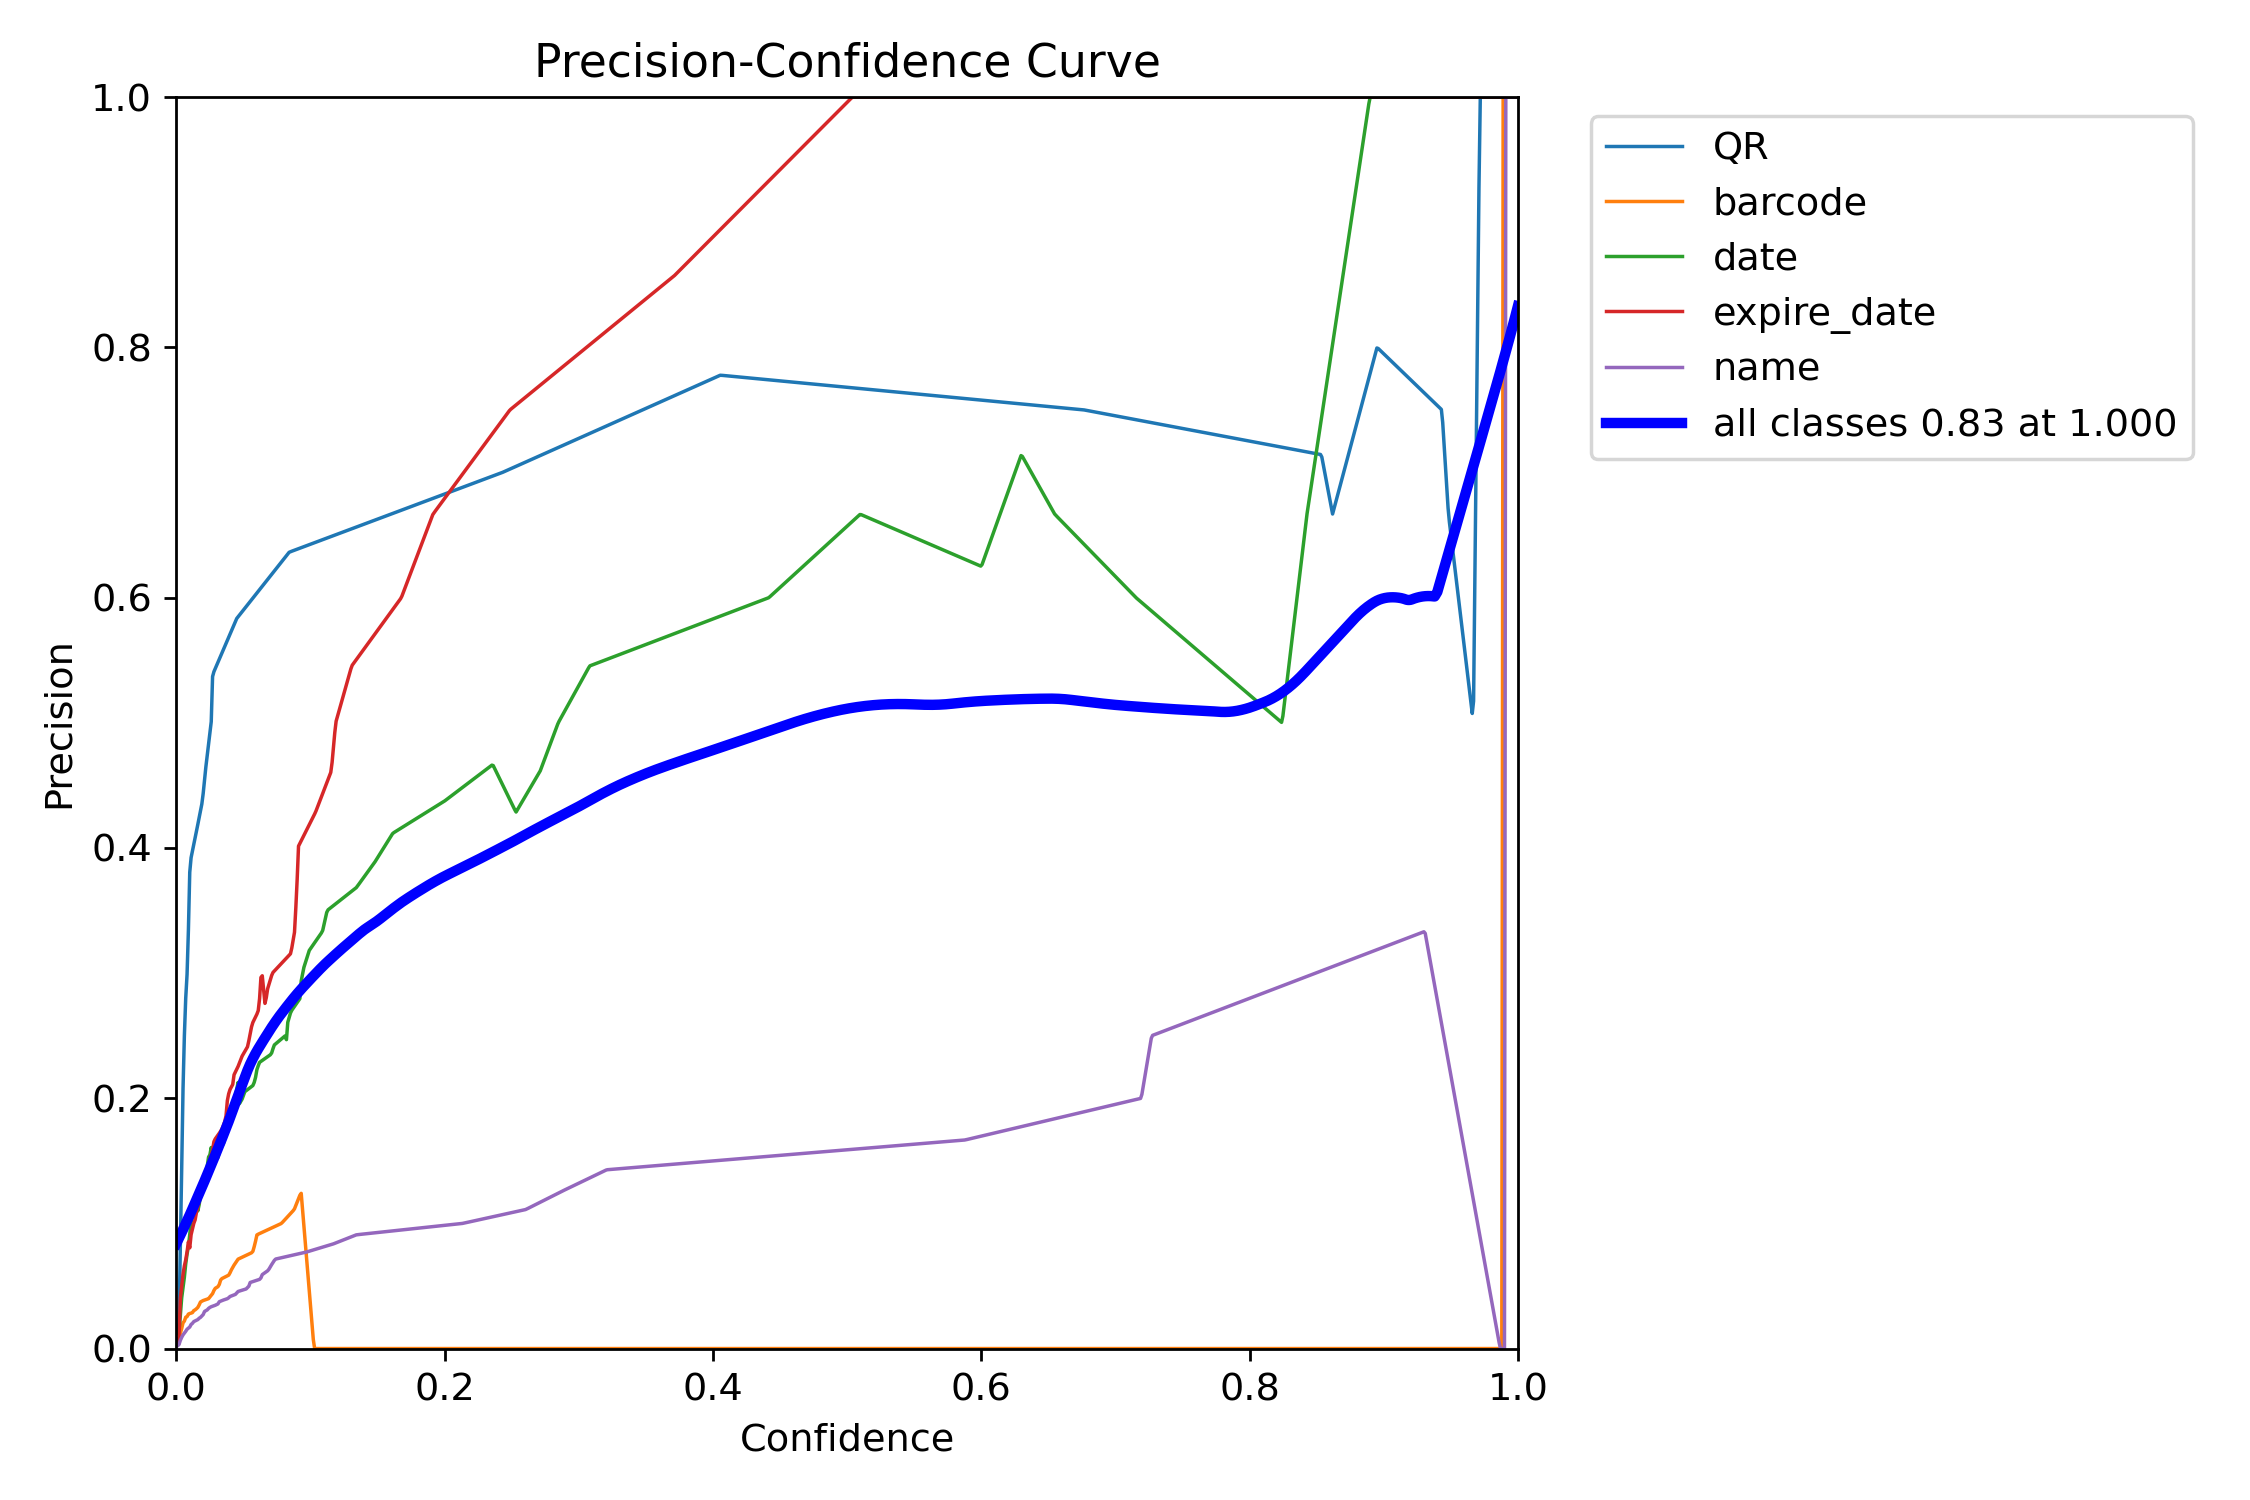 Precision-Confidence Curve
1.0
0.8
0.6
0.4
0.2
0.0
Precision
0.0 0.2 0.4 0.6 0.8 1.0
Confidence
QR
barcode
date
expire_date
name
all classes 0.83 at 1.000